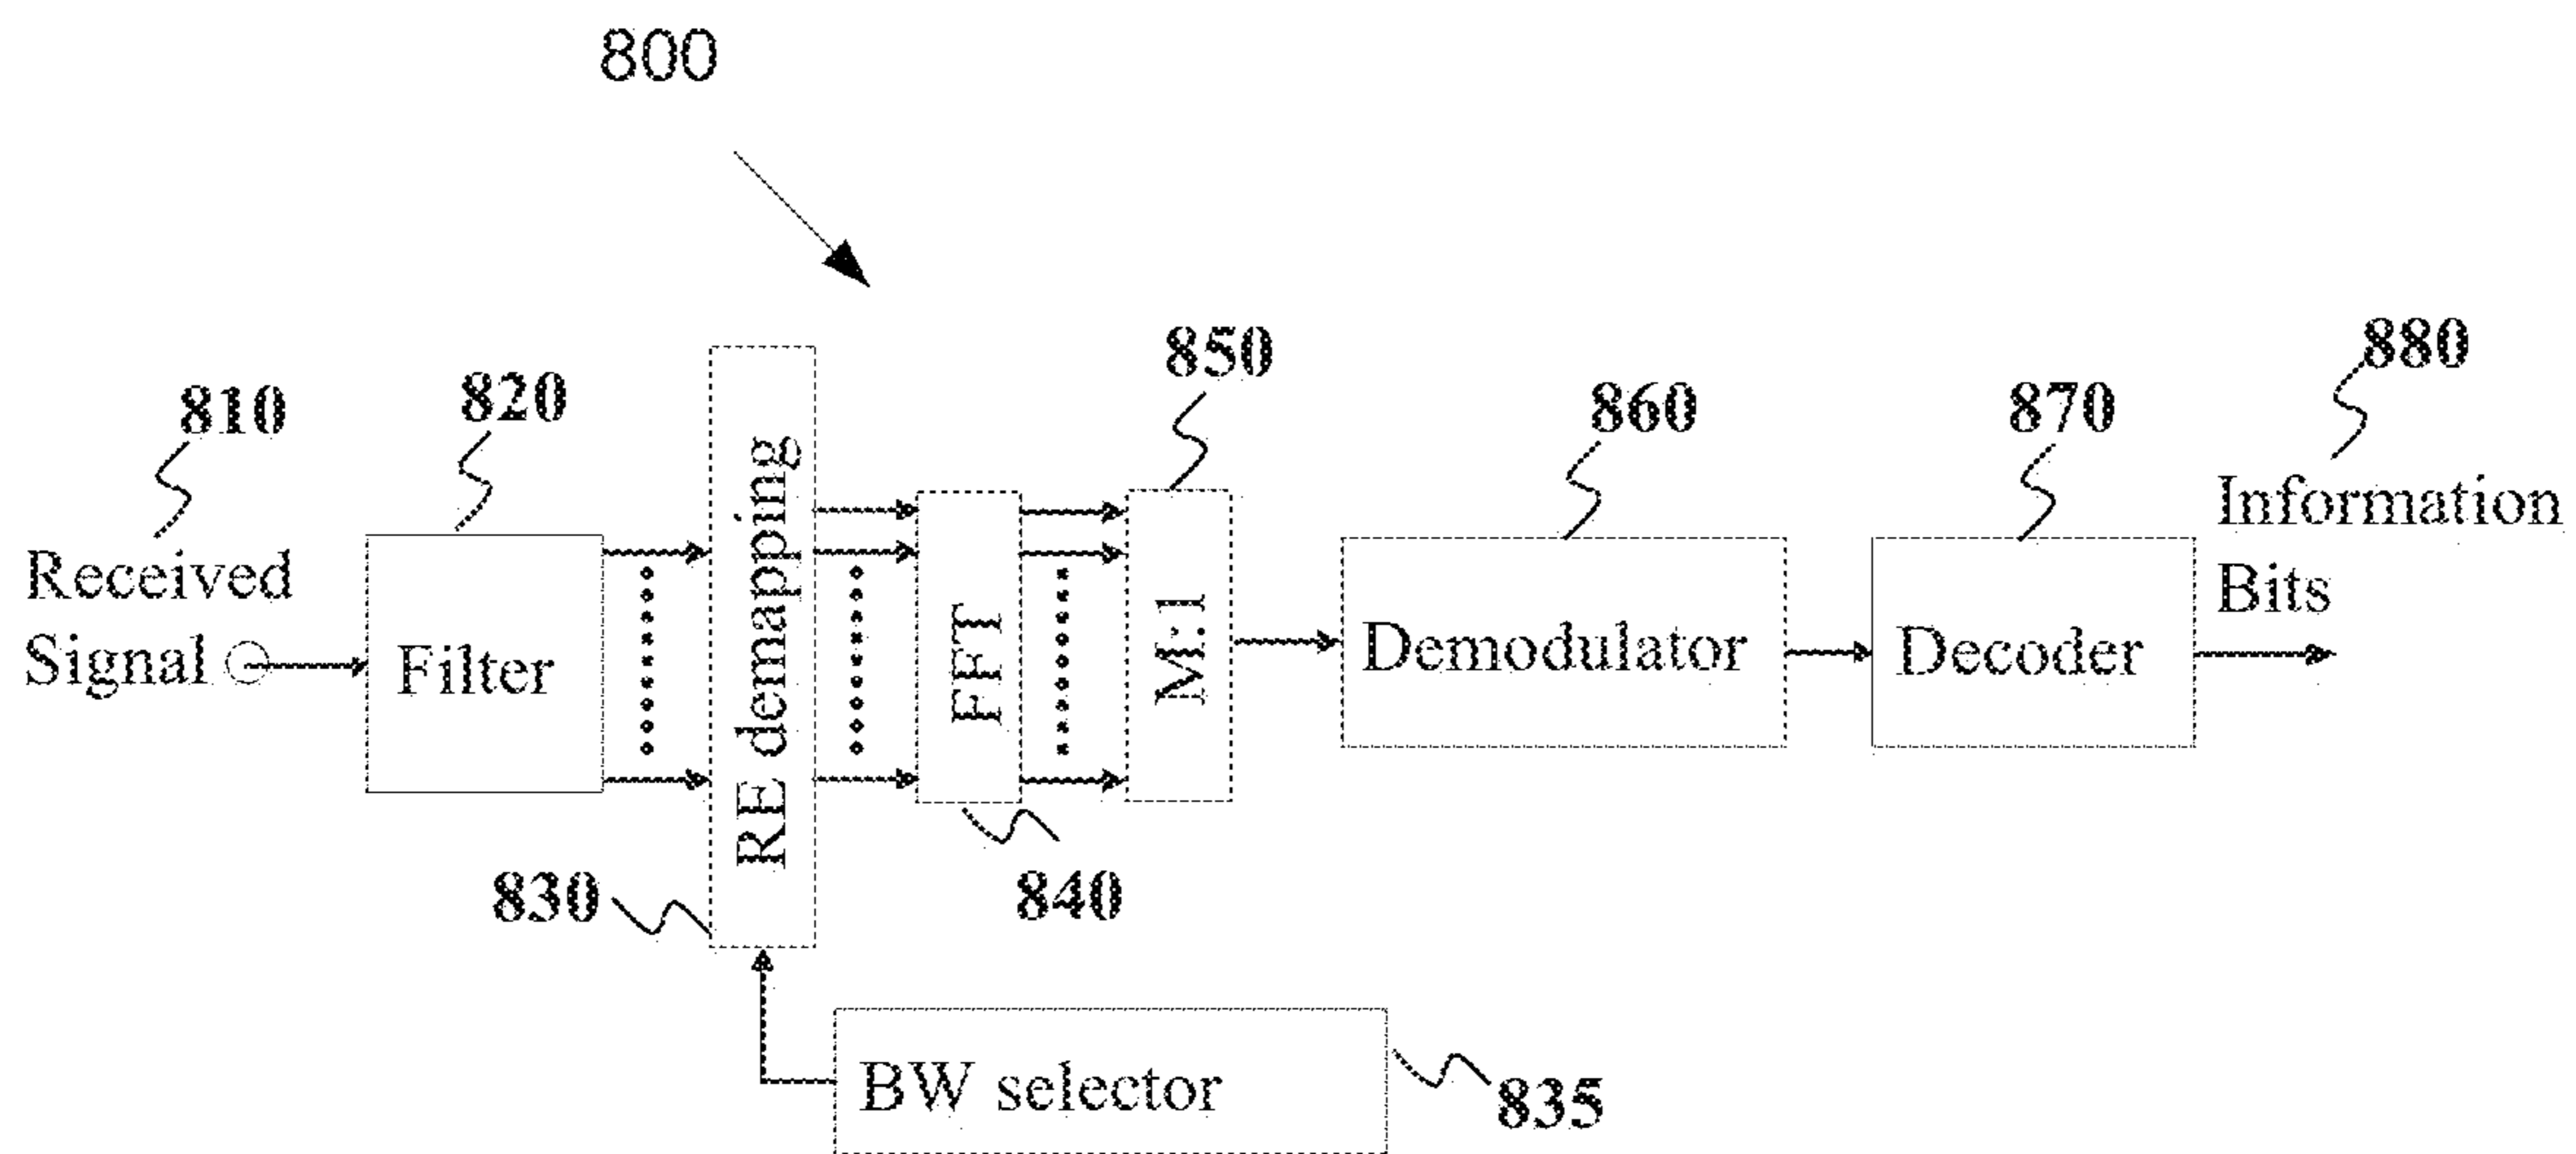 800
810
Received
Signal
820
Filter
830
RE demapping
840
FFT
850
M:1
860
Demodulator
870
Decoder
880
Information
Bits
BW selector
835